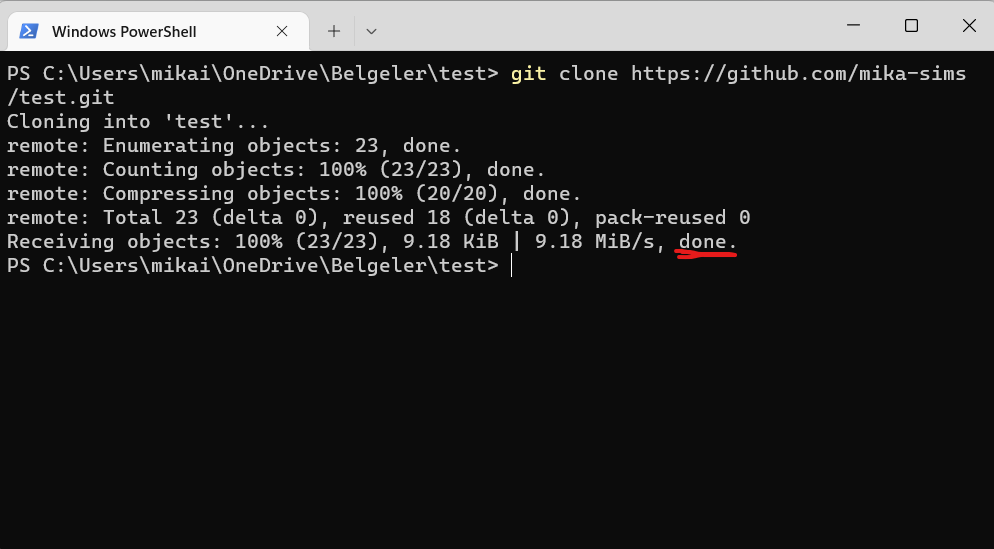 Windows PowerShell
PS C:\Users\mikai\OneDrive\Belgeler\test> git clone https://github.com/mika-sims
/test.git
Cloning into 'test'...
remote: Enumerating objects: 23, done.
remote: Counting objects: 100% (23/23), done.
remote: Compressing objects: 100% (20/20), done.
remote: Total 23 (delta 0), reused 18 (delta 0), pack-reused 0
Receiving objects: 100% (23/23), 9.18 KiB | 9.18 MiB/s, done.
PS C:\Users\mikai\OneDrive\Belgeler\test>